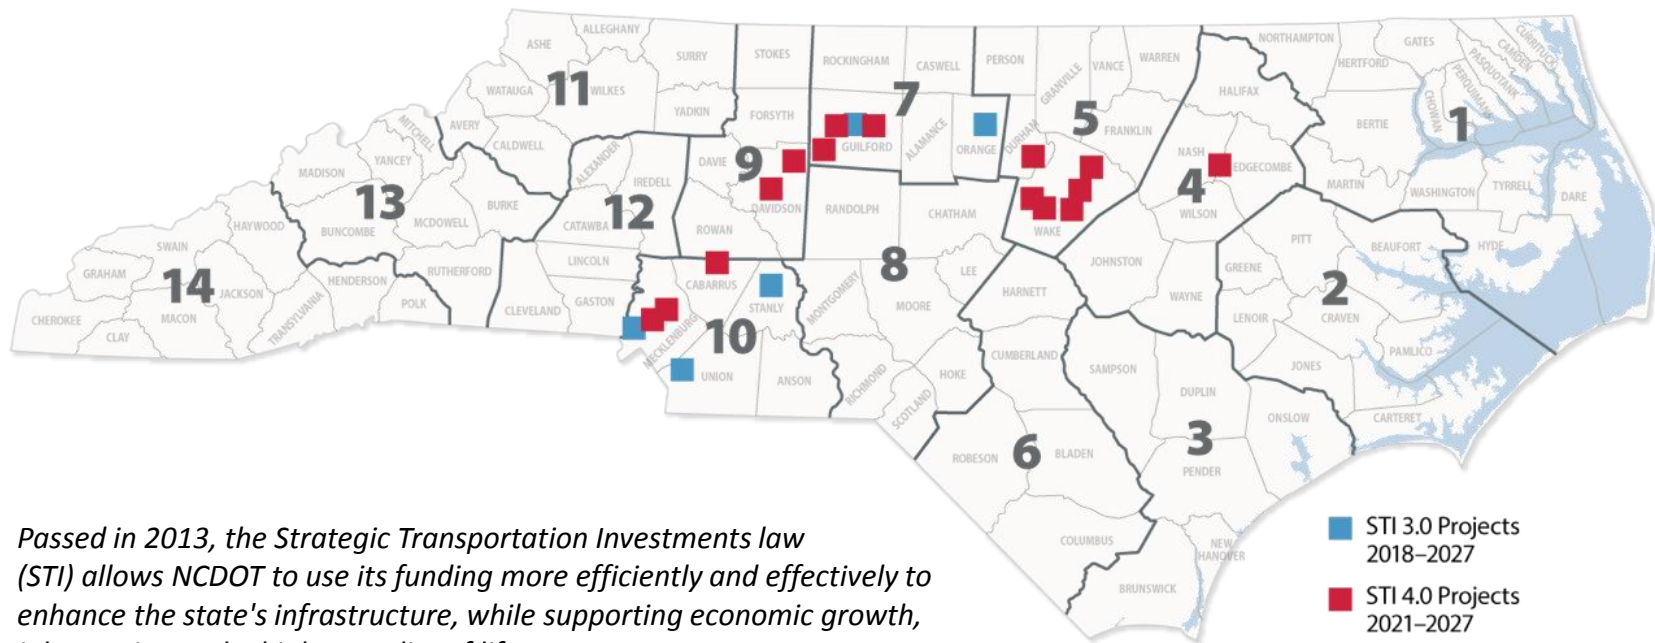 ALLEGHANY
ASHE
SURRY
STOKES
ROCKINGHAM
CASWELL
PERSON
GRANVILLE
VANCE
WARREN
NORTHAMPTON
GATES
CURRITUCK
CAMDEN
PASQUOTANK
PERQUIMANS
HERTFORD
CHOWAN
HALIFAX
BERTIE
1
11
WATAUGA
WILKES
YADKIN
FORSYTH
7
GUILFORD
ALAMANCE
ORANGE
DURHAM
5
FRANKLIN
NASH
EDGECOMBE
4
MARTIN
WASHINGTON
TYRRELL
DARE
MITCHELL
AVERY
CALDWELL
ALEXANDER
DAVIE
9
DAVIDSON
MADISON
YANCEY
13
BURKE
MCDOWELL
BUNCOMBE
IREDELL
12
CATAWBA
ROWAN
RANDOLPH
CHATHAM
WAKE
WILSON
PITT
BEAUFORT
HYDE
HAYWOOD
SWAIN
GRAHAM
14
JACKSON
MACON
CHEROKEE
CLAY
TRANSYLVANIA
HENDERSON
POLK
RUTHERFORD
CLEVELAND
LINCOLN
GASTON
MECKLENBURG
CABARRUS
STANLY
10
UNION
ANSON
MONTGOMERY
8
MOORE
LEE
HARNETT
JOHNSTON
WAYNE
GREENE
2
LENOIR
CRAVEN
PAMLICO
JONES
CARTERET
RICHMOND
SCOTLAND
HOKE
CUMBERLAND
SAMPSON
DUPLIN
ONSLOW
3
PENDER
ROBESON
6
BLADEN
COLUMBUS
NEW
HANOVER
BRUNSWICK
Passed in 2013, the Strategic Transportation Investments law
(STI) allows NCDOT to use its funding more efficiently and effectively to
enhance the state's infrastructure, while supporting economic growth,
STI 3.0 Projects
2018–2027
STI 4.0 Projects
2021–2027